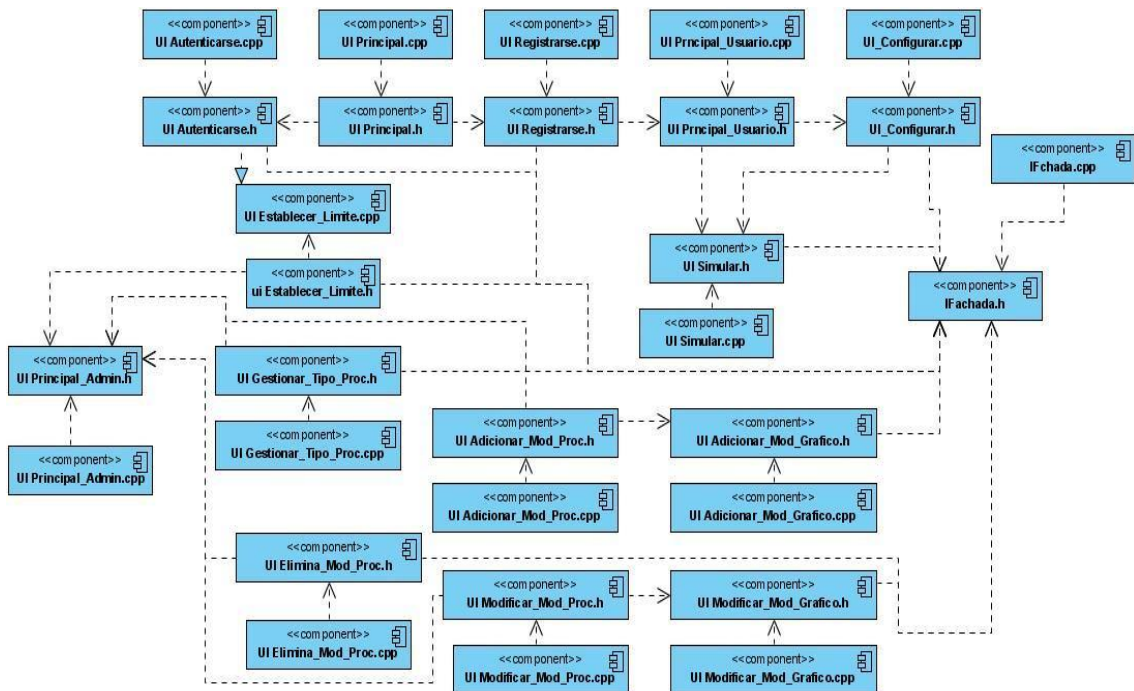 <<component>>
UI Autenticarse.cpp
<<component>>
UI Principal.cpp
<<component>>
UI Registrarse.cpp
<<component>>
UI Prncipal_Usuario.cpp
<<component>>
UI_Configurar.cpp
<<component>>
UI Autenticarse.h
<<component>>
UI Principal.h
<<component>>
UI Registrarse.h
<<component>>
UI Prncipal_Usuario.h
<<component>>
UI_Configurar.h
<<component>>
IFchada.cpp
<<component>>
UI Establecer_Limite.cpp
<<component>>
UI Simular.h
<<component>>
ui Establecer_Limite.h
<<component>>
IFachada.h
<<component>>
UI Simular.cpp
<<component>>
UI Principal_Admin.h
<<component>>
UI Gestionar_Tipo_Proc.h
<<component>>
UI Adicionar_Mod_Proc.h
<<component>>
UI Adicionar_Mod_Grafico.h
<<component>>
UI Gestionar_Tipo_Proc.cpp
<<component>>
UI Principal_Admin.cpp
<<component>>
UI Adicionar_Mod_Proc.cpp
<<component>>
UI Adicionar_Mod_Grafico.cpp
<<component>>
UI Elimina_Mod_Proc.h
<<component>>
UI Modificar_Mod_Proc.h
<<component>>
UI Modificar_Mod_Grafico.h
<<component>>
UI Elimina_Mod_Proc.cpp
<<component>>
UI Modificar_Mod_Proc.cpp
<<component>>
UI Modificar_Mod_Grafico.cpp